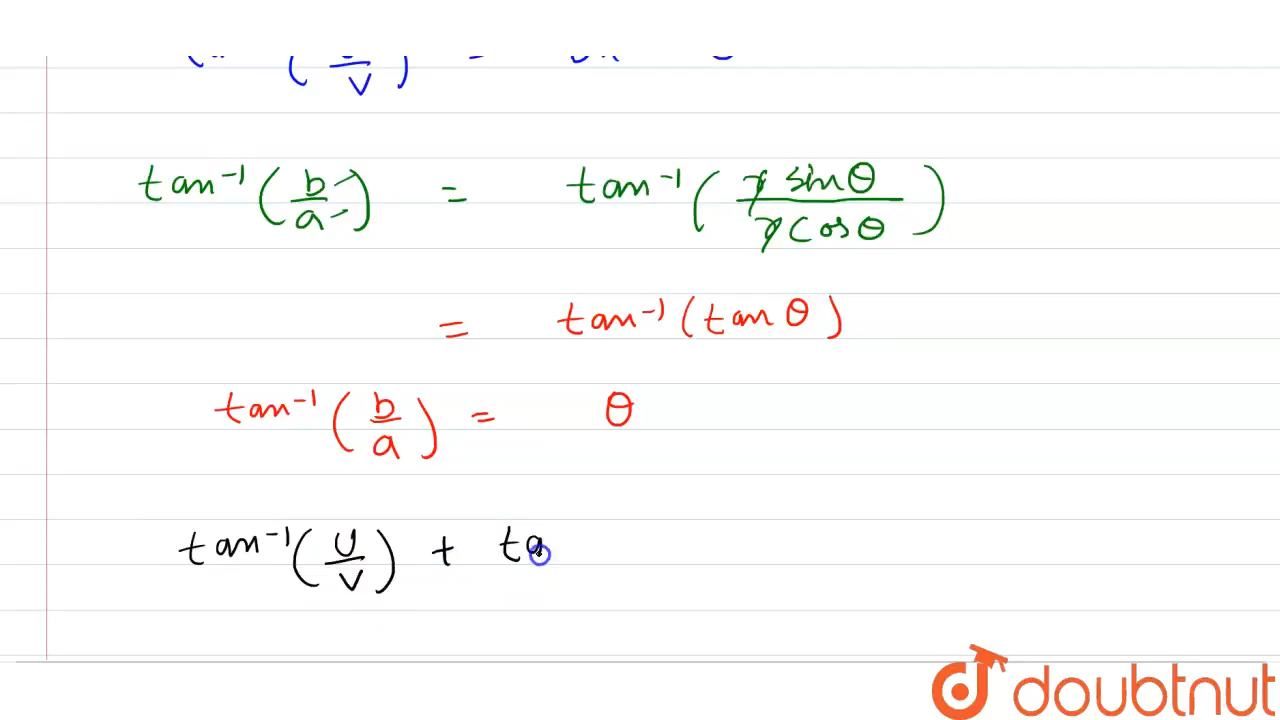 v
tan⁻¹ (b/a) = tan⁻¹ (r sinθ / r cosθ)
= tan⁻¹ (tan θ)
tan⁻¹ (b/a) = θ
tan⁻¹ (u/v) + ta
doubtnut